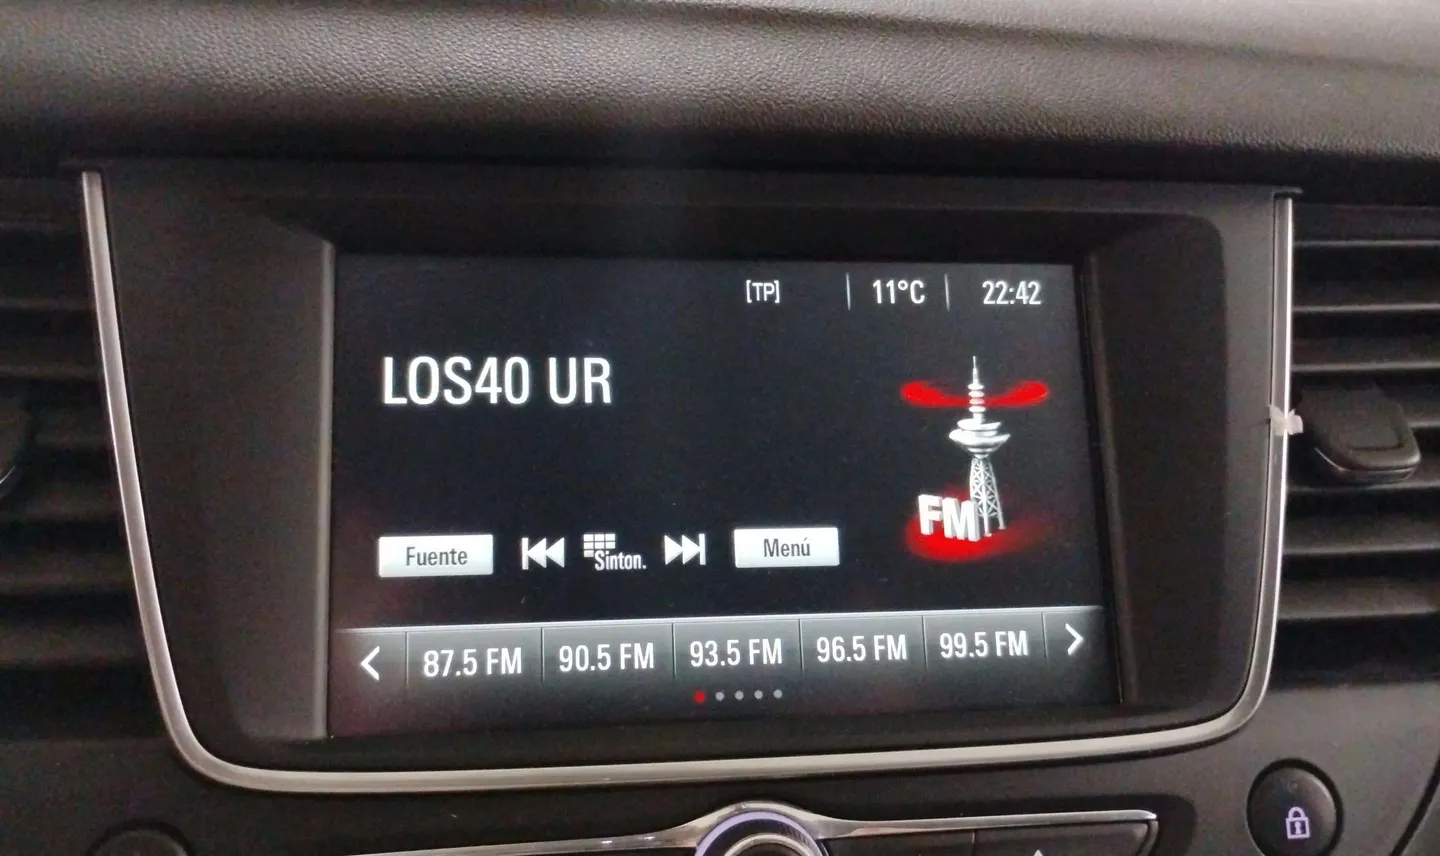 [TP] 11°C 22:42
LOS40 UR
FM
Fuente Sinton. Menú
87.5 FM 90.5 FM 93.5 FM 96.5 FM 99.5 FM